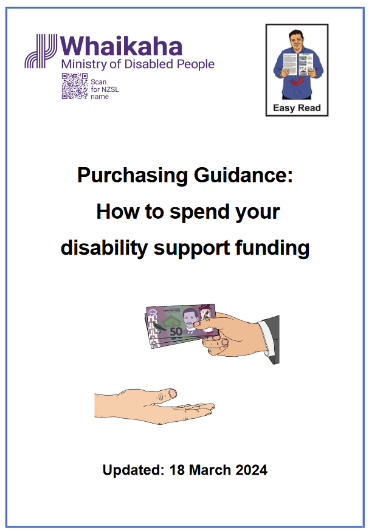 Whaikaha
Ministry of Disabled People
Scan
for NZSL
name
Easy Read
Purchasing Guidance:
How to spend your
disability support funding
50
Updated: 18 March 2024